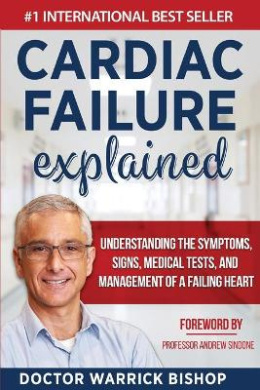 #1 INTERNATIONAL BEST SELLER
CARDIAC
FAILURE
explained
UNDERSTANDING THE SYMPTOMS,
SIGNS, MEDICAL TESTS, AND
MANAGEMENT OF A FAILING HEART
FOREWORD BY
PROFESSOR ANDREW SINDONE
DOCTOR WARRICK BISHOP